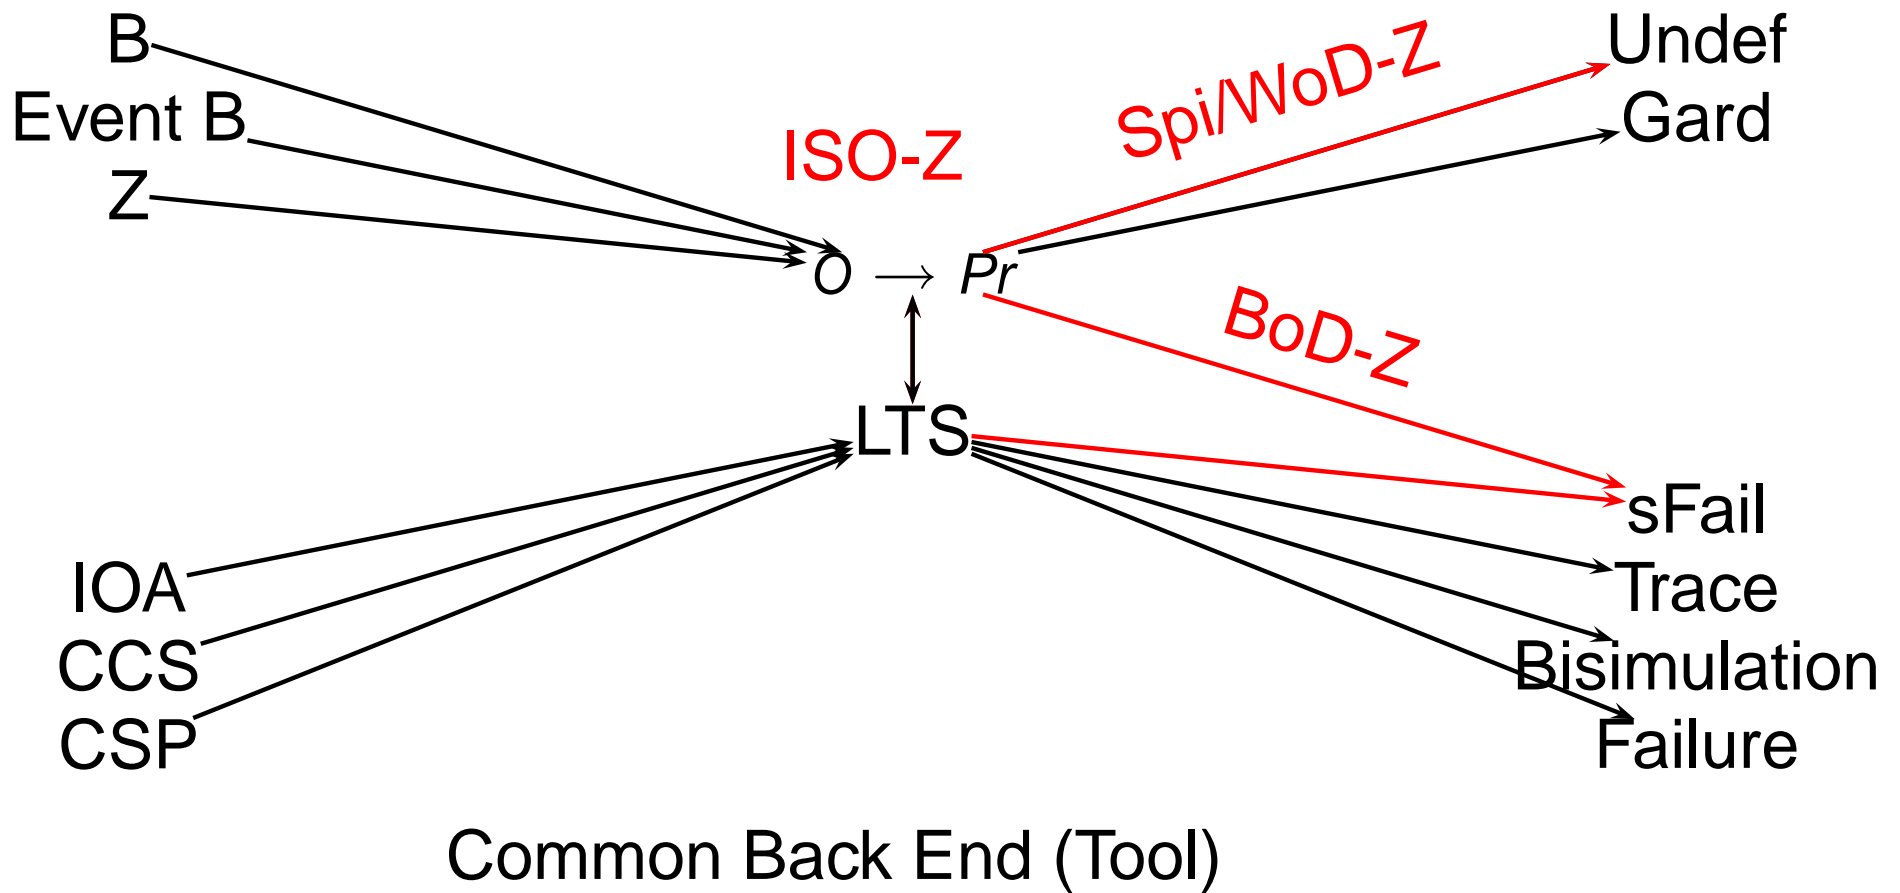 B
Event B
Z
ISO-Z
Spi/WoD-Z
Undef
Gard
O → Pr
BoD-Z
LTS
IOA
CCS
CSP
sFail
Trace
Bisimulation
Failure
Common Back End (Tool)